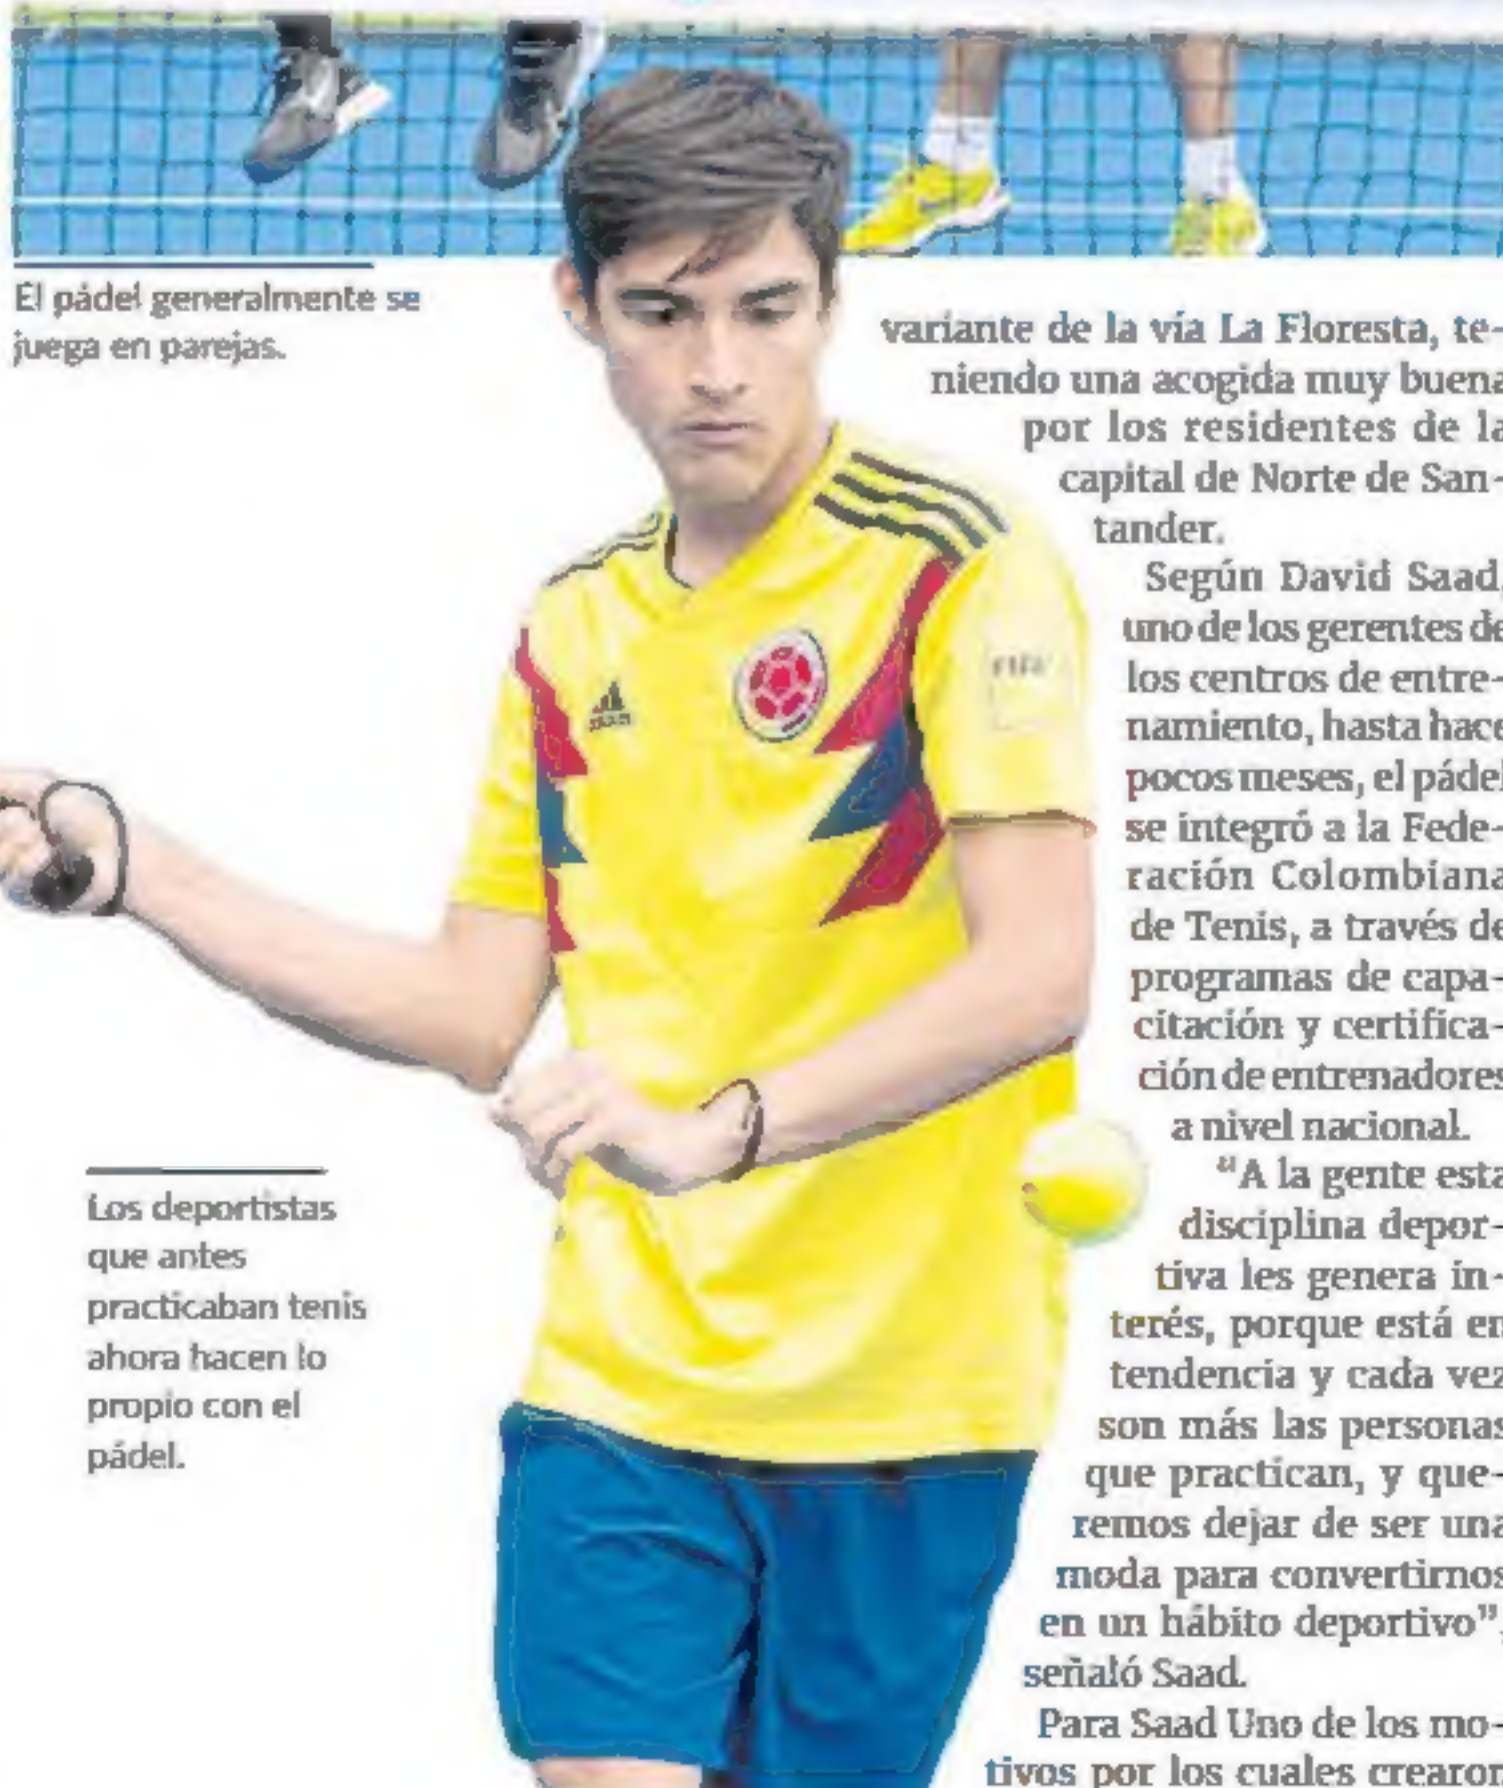 El pádel generalmente se
juega en parejas.
variante de la vía La Floresta, te-
niendo una acogida muy buena
por los residentes de la
capital de Norte de San-
tander.
Según David Saad,
uno de los gerentes de
los centros de entre-
namiento, hasta hace
pocos meses, el pádel
se integró a la Fede-
ración Colombiana
de Tenis, a través de
programas de capa-
citación y certifica-
ción de entrenadores
a nivel nacional.
“A la gente esta
disciplina depor-
tiva les genera in-
terés, porque está en
tendencia y cada vez
son más las personas
que practican, y que-
remos dejar de ser una
moda para convertirnos
en un hábito deportivo”,
señaló Saad.
Para Saad Uno de los mo-
tivos por los cuales crearon
Los deportistas
que antes
practicaban tenis
ahora hacen lo
propio con el
pádel.